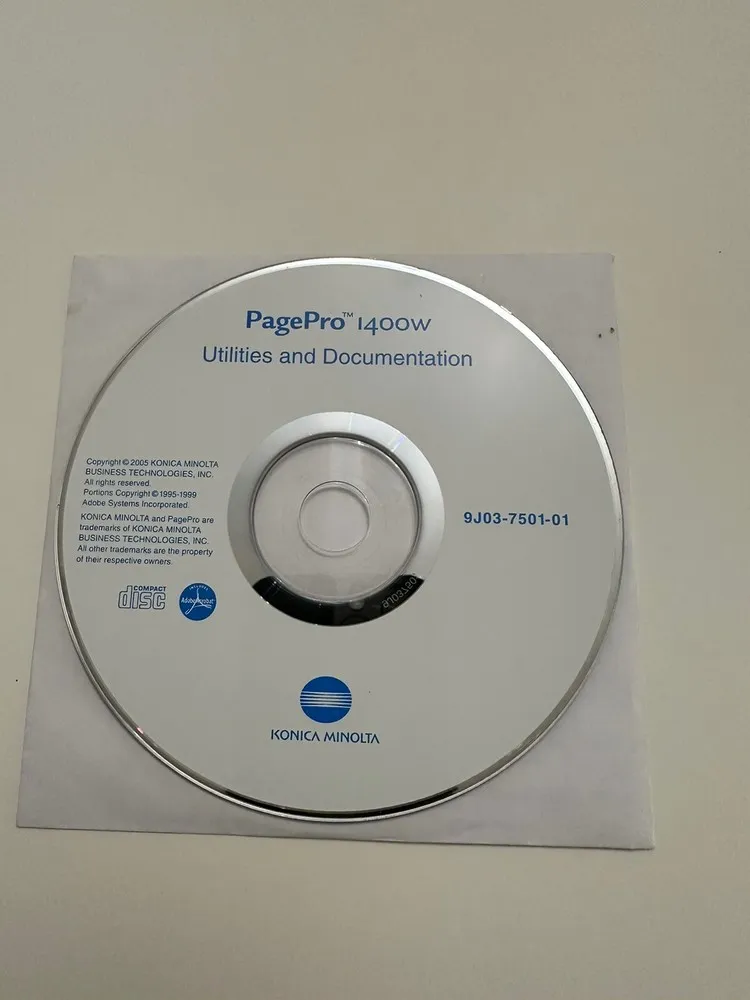 PagePro™ 1400W
Utilities and Documentation
Copyright © 2005 KONICA MINOLTA
BUSINESS TECHNOLOGIES, INC.
All rights reserved.
Portions Copyright © 1995-1999
Adobe Systems Incorporated.
KONICA MINOLTA and PagePro are
trademarks of KONICA MINOLTA
BUSINESS TECHNOLOGIES, INC.
All other trademarks are the property
of their respective owners.
9J03-7501-01
COMPACT
disc
KONICA MINOLTA